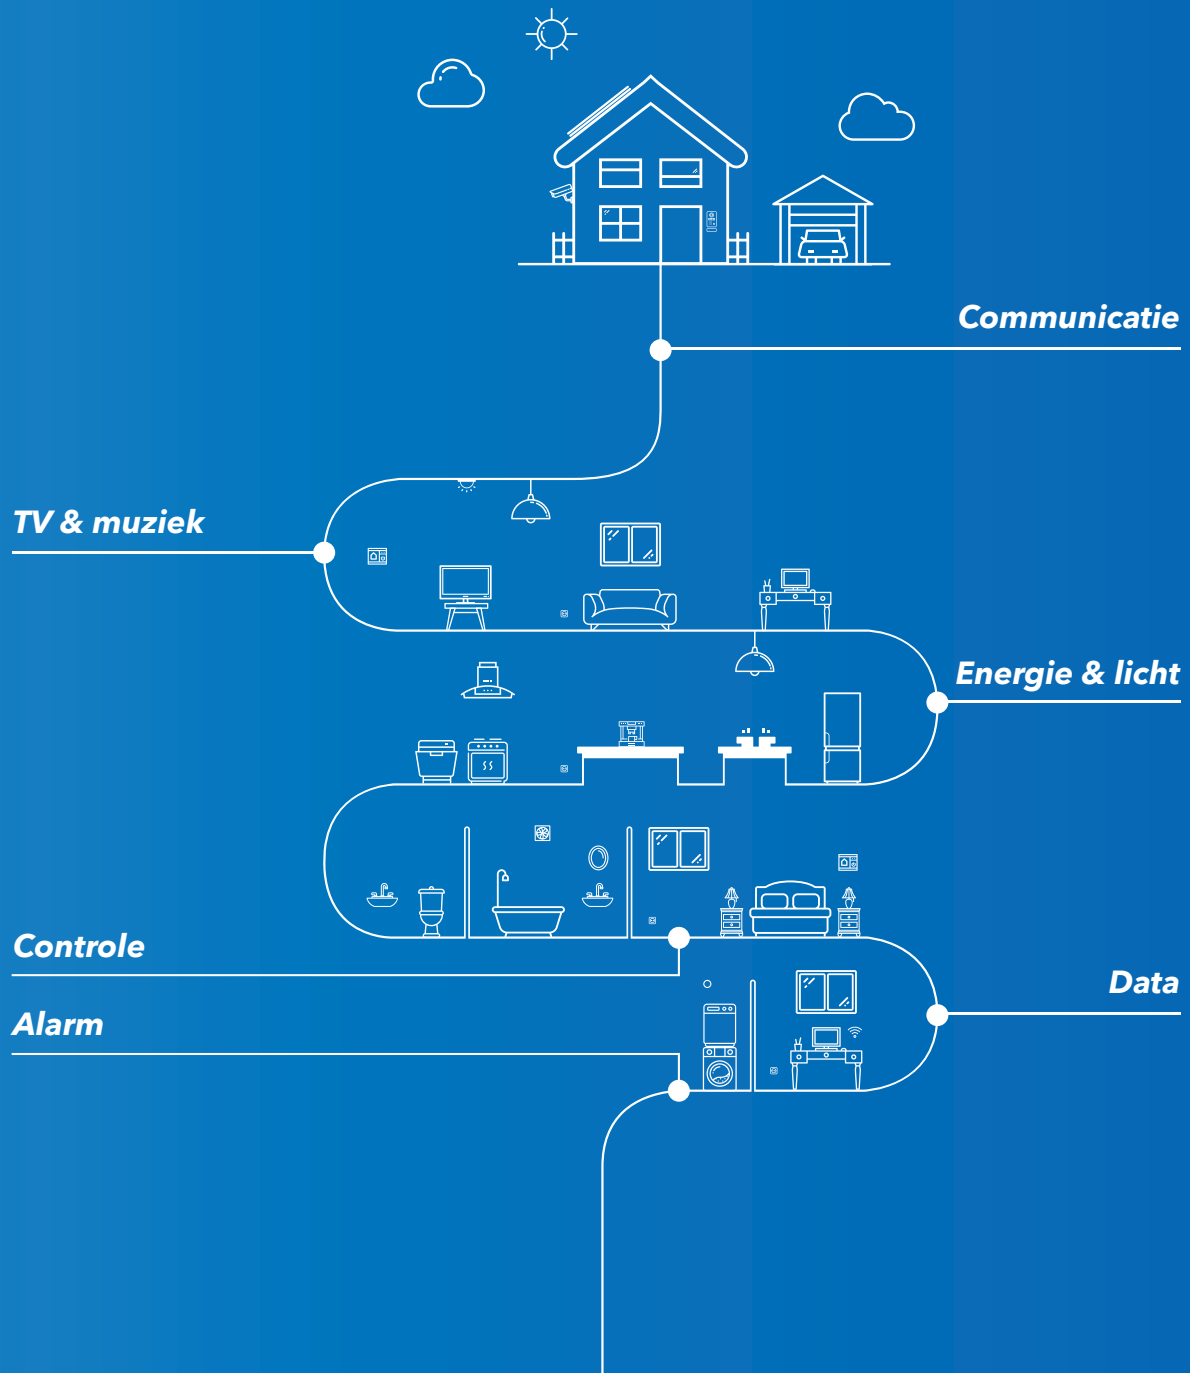 Communicatie
TV & muziek
Energie & licht
Controle
Data
Alarm